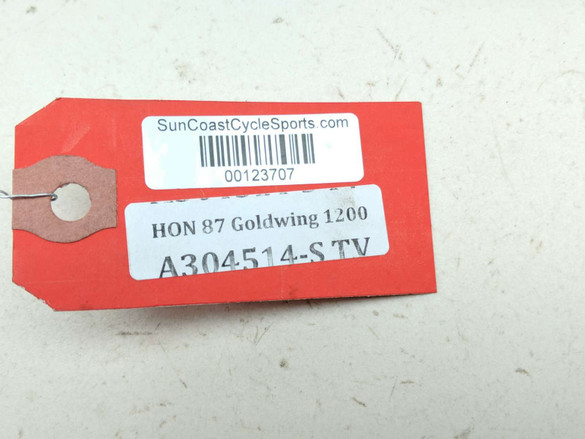 SunCoastCycleSports.com
00123707
HON 87 Goldwing 1200
A304514-S TV